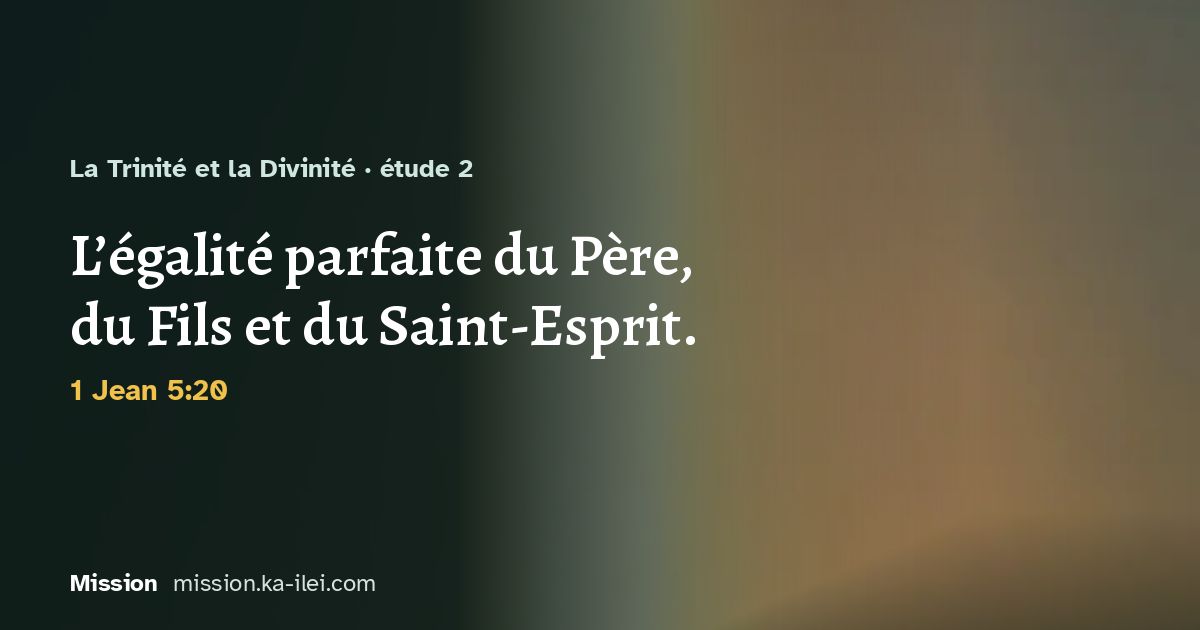 La Trinité et la Divinité · étude 2
L’égalité parfaite du Père,
du Fils et du Saint-Esprit.
1 Jean 5:20
Mission mission.ka-ilei.com